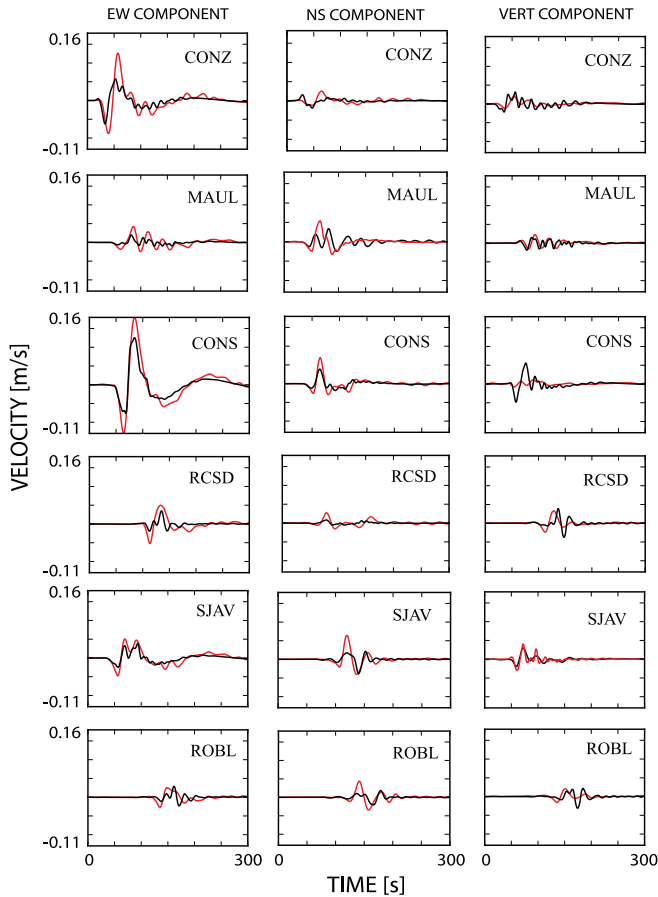 EW COMPONENT NS COMPONENT VERT COMPONENT
0.16
CONZ CONZ CONZ
-0.11
0.16
MAUL MAUL MAUL
-0.11
0.16
CONS CONS CONS
-0.11
0.16
RCSD RCSD RCSD
-0.11
0.16
SJAV SJAV SJAV
-0.11
0.16
ROBL ROBL ROBL
-0.11
0 300 0 300 0 300
VELOCITY [m/s]
TIME [s]